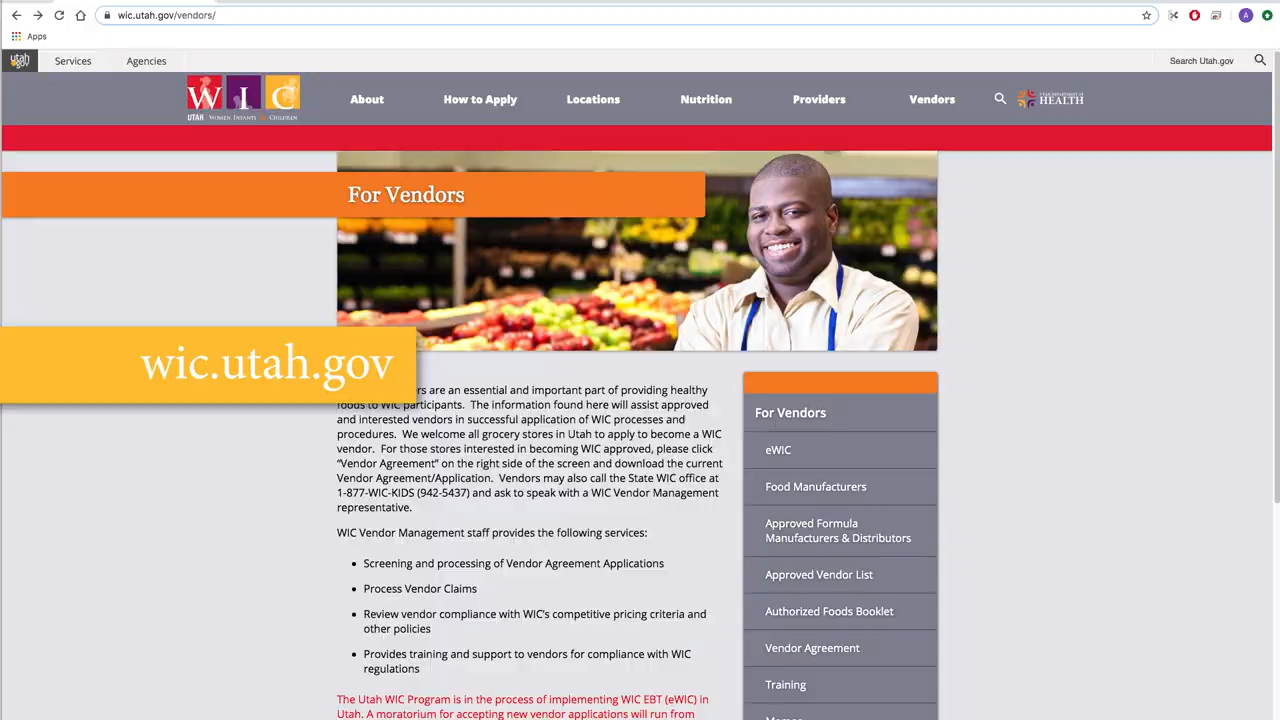 wic.utah.gov/vendors/
Apps
utah
gov
Services
Agencies
Search Utah.gov
WIC
UTAH WOMEN INFANTS & CHILDREN
About
How to Apply
Locations
Nutrition
Providers
Vendors
UTAH DEPARTMENT OF
HEALTH
For Vendors
wic.utah.gov
are an essential and important part of providing healthy
foods to WIC participants. The information found here will assist approved
and interested vendors in successful application of WIC processes and
procedures. We welcome all grocery stores in Utah to apply to become a WIC
vendor. For those stores interested in becoming WIC approved, please click
“Vendor Agreement” on the right side of the screen and download the current
Vendor Agreement/Application. Vendors may also call the State WIC office at
1-877-WIC-KIDS (942-5437) and ask to speak with a WIC Vendor Management
representative.
WIC Vendor Management staff provides the following services:
• Screening and processing of Vendor Agreement Applications
• Process Vendor Claims
• Review vendor compliance with WIC’s competitive pricing criteria and
other policies
• Provides training and support to vendors for compliance with WIC
regulations
The Utah WIC Program is in the process of implementing WIC EBT (eWIC) in
Utah. A moratorium for accepting new vendor applications will run from
For Vendors
eWIC
Food Manufacturers
Approved Formula
Manufacturers & Distributors
Approved Vendor List
Authorized Foods Booklet
Vendor Agreement
Training